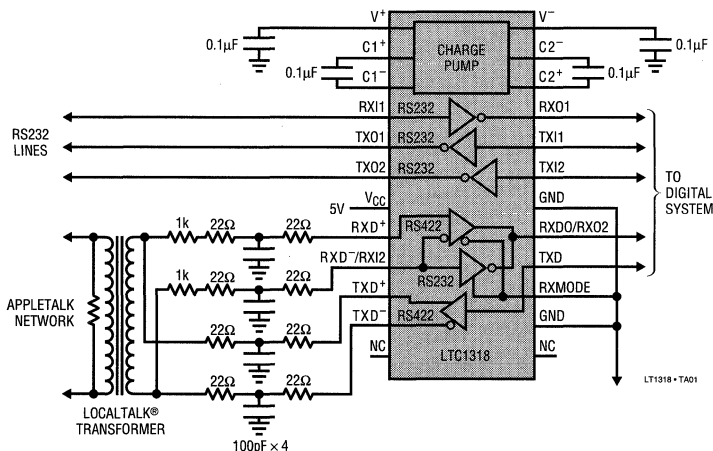 V+
V−
0.1µF
C1+
CHARGE
PUMP
C2−
0.1µF
0.1µF
C1−
C2+
0.1µF
RXI1
RS232
RXO1
RS232
LINES
TXO1
RS232
TXI1
TXO2
RS232
TXI2
TO
DIGITAL
SYSTEM
VCC
5V
GND
1k
22Ω
22Ω
RXD+
RS422
RXDO/RXO2
1k
22Ω
22Ω
RXD−/RXI2
RS232
TXD
APPLETALK
NETWORK
TXD+
RXMODE
22Ω
22Ω
TXD−
RS422
GND
22Ω
22Ω
NC
LTC1318
NC
LT1318 • TA01
LOCALTALK®
TRANSFORMER
100pF × 4